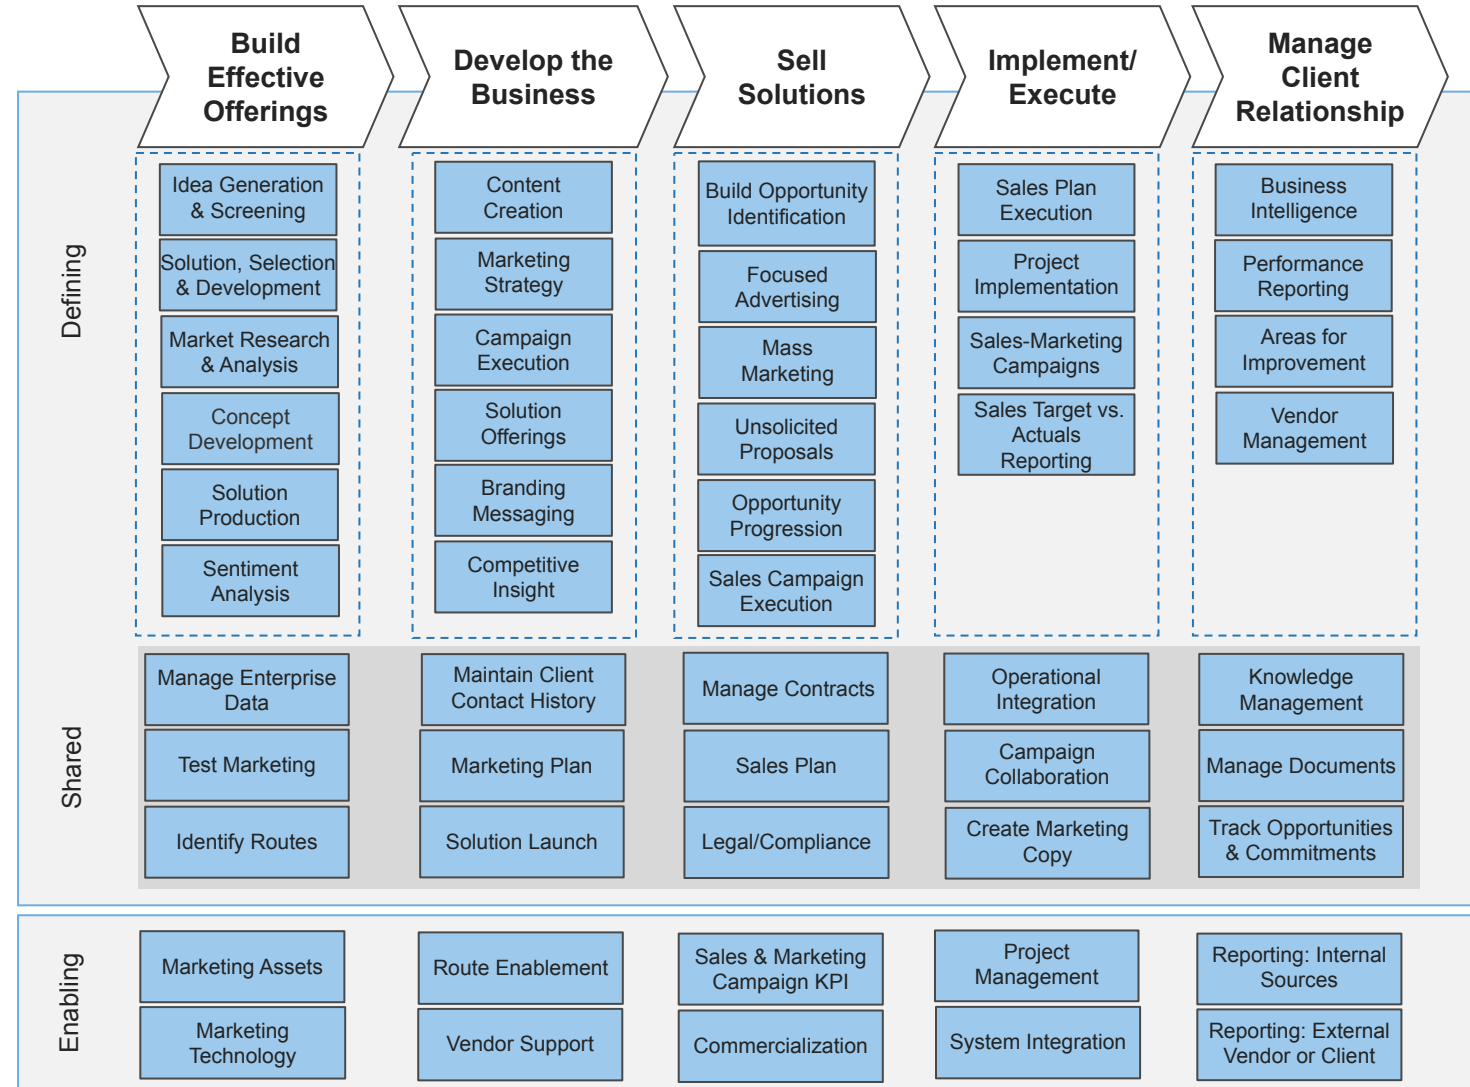 Build
Effective
Offerings
Develop the
Business
Sell
Solutions
Implement/
Execute
Manage
Client
Relationship
Defining
Idea Generation
& Screening
Solution, Selection
& Development
Market Research
& Analysis
Concept
Development
Solution
Production
Sentiment
Analysis
Content
Creation
Marketing
Strategy
Campaign
Execution
Solution
Offerings
Branding
Messaging
Competitive
Insight
Build Opportunity
Identification
Focused
Advertising
Mass
Marketing
Unsolicited
Proposals
Opportunity
Progression
Sales Campaign
Execution
Sales Plan
Execution
Project
Implementation
Sales-Marketing
Campaigns
Sales Target vs.
Actuals
Reporting
Business
Intelligence
Performance
Reporting
Areas for
Improvement
Vendor
Management
Shared
Manage Enterprise
Data
Test Marketing
Identify Routes
Maintain Client
Contact History
Marketing Plan
Solution Launch
Manage Contracts
Sales Plan
Legal/Compliance
Operational
Integration
Campaign
Collaboration
Create Marketing
Copy
Knowledge
Management
Manage Documents
Track Opportunities
& Commitments
Enabling
Marketing Assets
Marketing
Technology
Route Enablement
Vendor Support
Sales & Marketing
Campaign KPI
Commercialization
Project
Management
System Integration
Reporting: Internal
Sources
Reporting: External
Vendor or Client